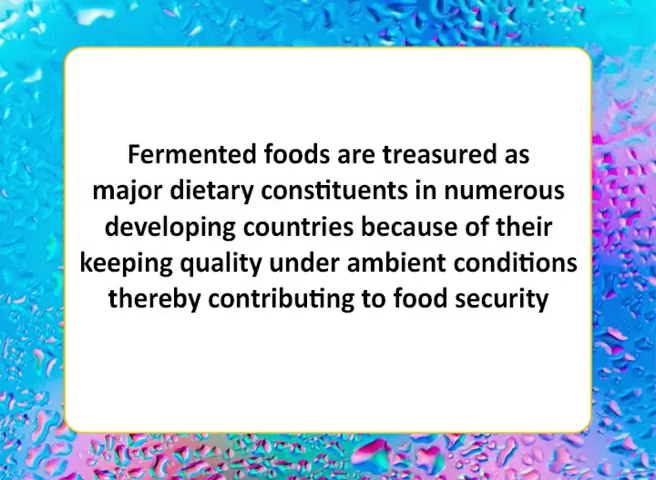 Fermented foods are treasured as
major dietary constituents in numerous
developing countries because of their
keeping quality under ambient conditions
thereby contributing to food security